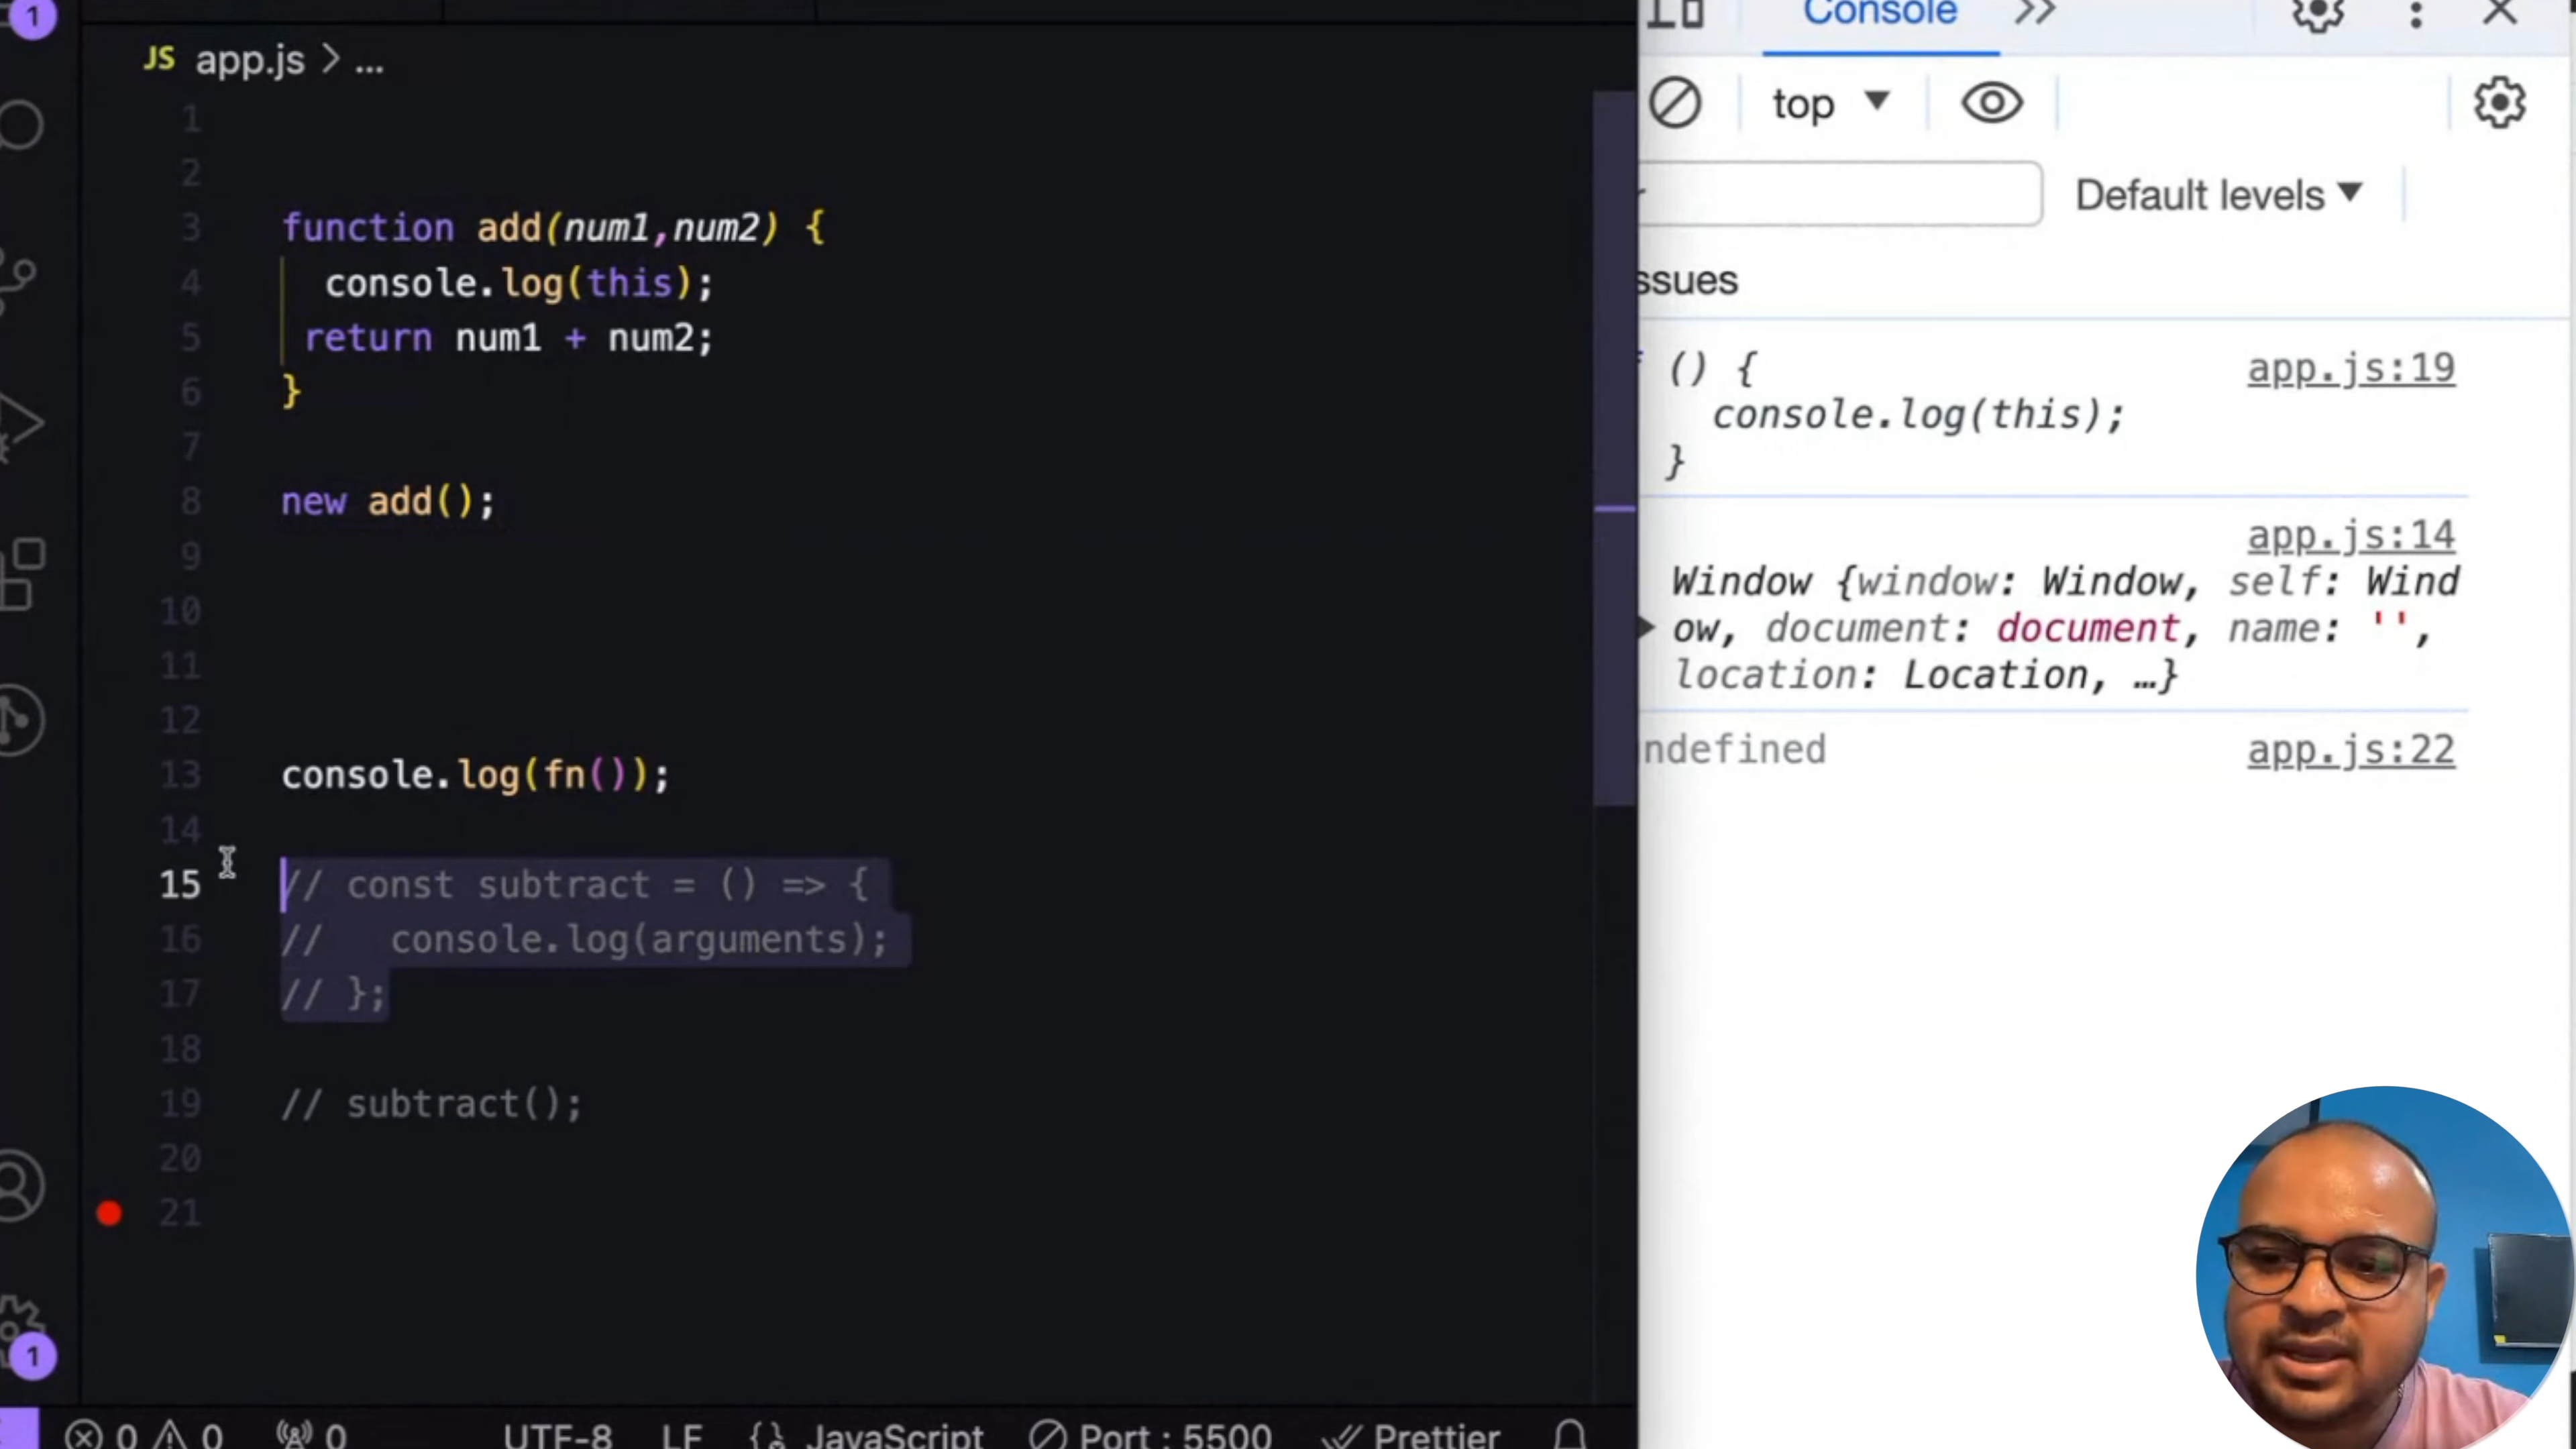 1
JS app.js > ...
1
2
3 function add(num1,num2) {
4 console.log(this);
5 return num1 + num2;
6 }
7
8 new add();
9
10
11
12
13 console.log(fn());
14
15 // const subtract = () => {
16 // console.log(arguments);
17 // };
18
19 // subtract();
20
21
1
0 0 0 UTF-8 LF {} JavaScript Port : 5500 Prettier
Console >>
top
Default levels
ssues
() { app.js:19
console.log(this);
}
app.js:14
Window {window: Window, self: Wind
ow, document: document, name: '',
location: Location, …}
ndefined app.js:22